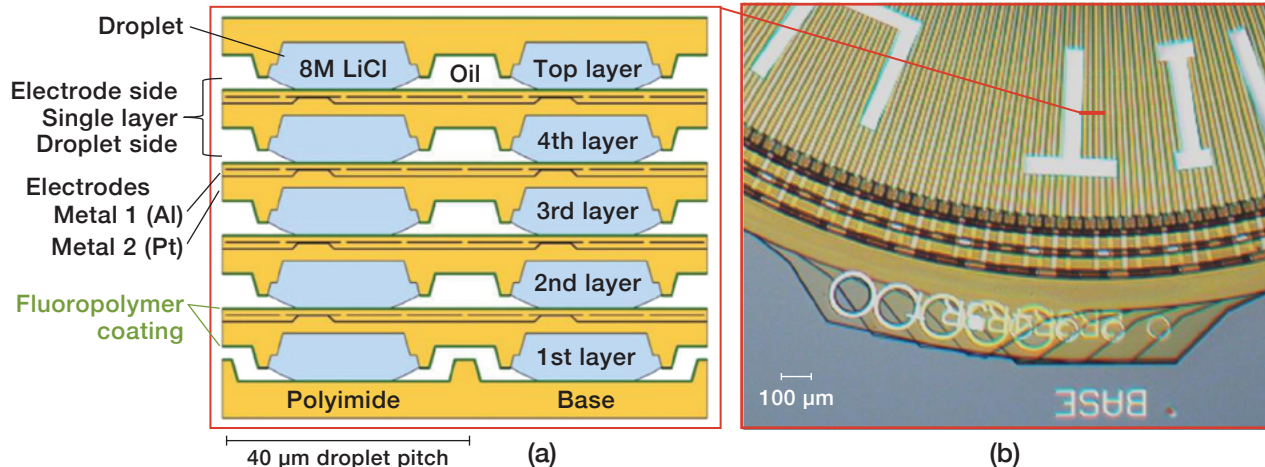 Droplet
8M LiCl
Oil
Top layer
Electrode side
Single layer
Droplet side
4th layer
Electrodes
Metal 1 (Al)
Metal 2 (Pt)
3rd layer
2nd layer
Fluoropolymer
coating
1st layer
Polyimide
Base
40 µm droplet pitch
(a)
100 µm
BASE
(b)